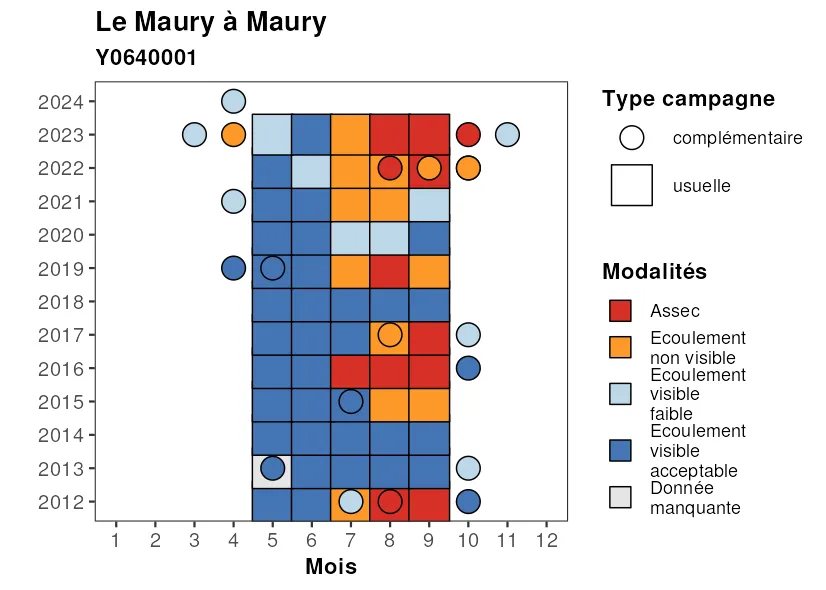 Le Maury à Maury
Y0640001
2024
2023
2022
2021
2020
2019
2018
2017
2016
2015
2014
2013
2012
1 2 3 4 5 6 7 8 9 10 11 12
Mois
Type campagne
complémentaire
usuelle
Modalités
Assec
Ecoulement
non visible
Ecoulement
visible
faible
Ecoulement
visible
acceptable
Donnée
manquante